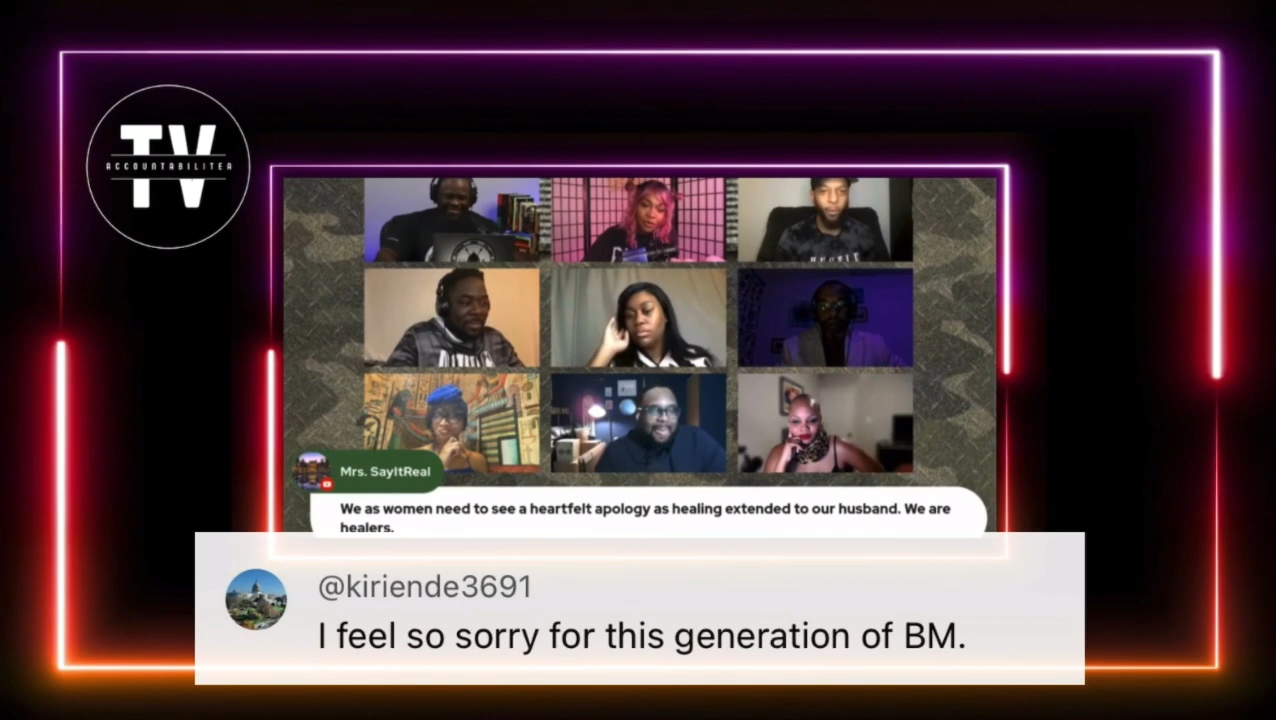 TV
ACCOUNTABILITEA
Mrs. SayItReal
We as women need to see a heartfelt apology as healing extended to our husband. We are
healers.
@kiriende3691
I feel so sorry for this generation of BM.